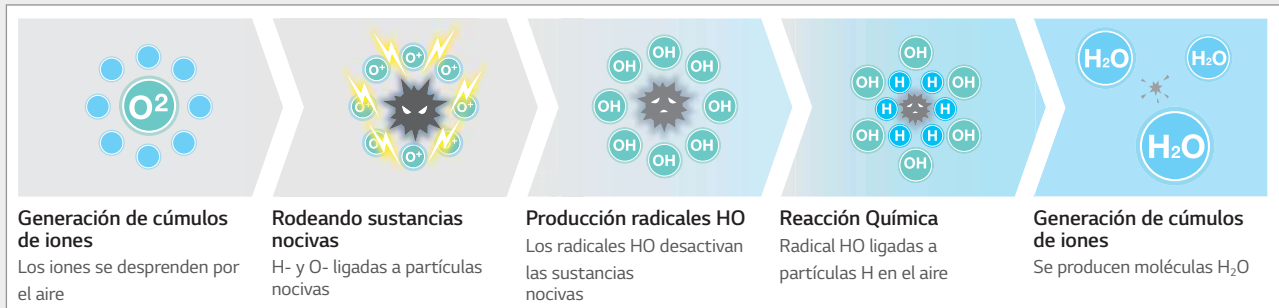 O²
O⁺ O⁺ O⁺
O⁺ O⁺
O⁺ O⁺ O⁺
OH
OH OH
OH OH
OH OH
OH
OH
OH H H OH
H H
OH H H OH
OH
H₂O H₂O
H₂O
Generación de cúmulos
de iones
Los iones se desprenden por
el aire
Rodeando sustancias
nocivas
H- y O- ligadas a partículas
nocivas
Producción radicales HO
Los radicales HO desactivan
las sustancias
nocivas
Reacción Química
Radical HO ligadas a
partículas H en el aire
Generación de cúmulos
de iones
Se producen moléculas H₂O